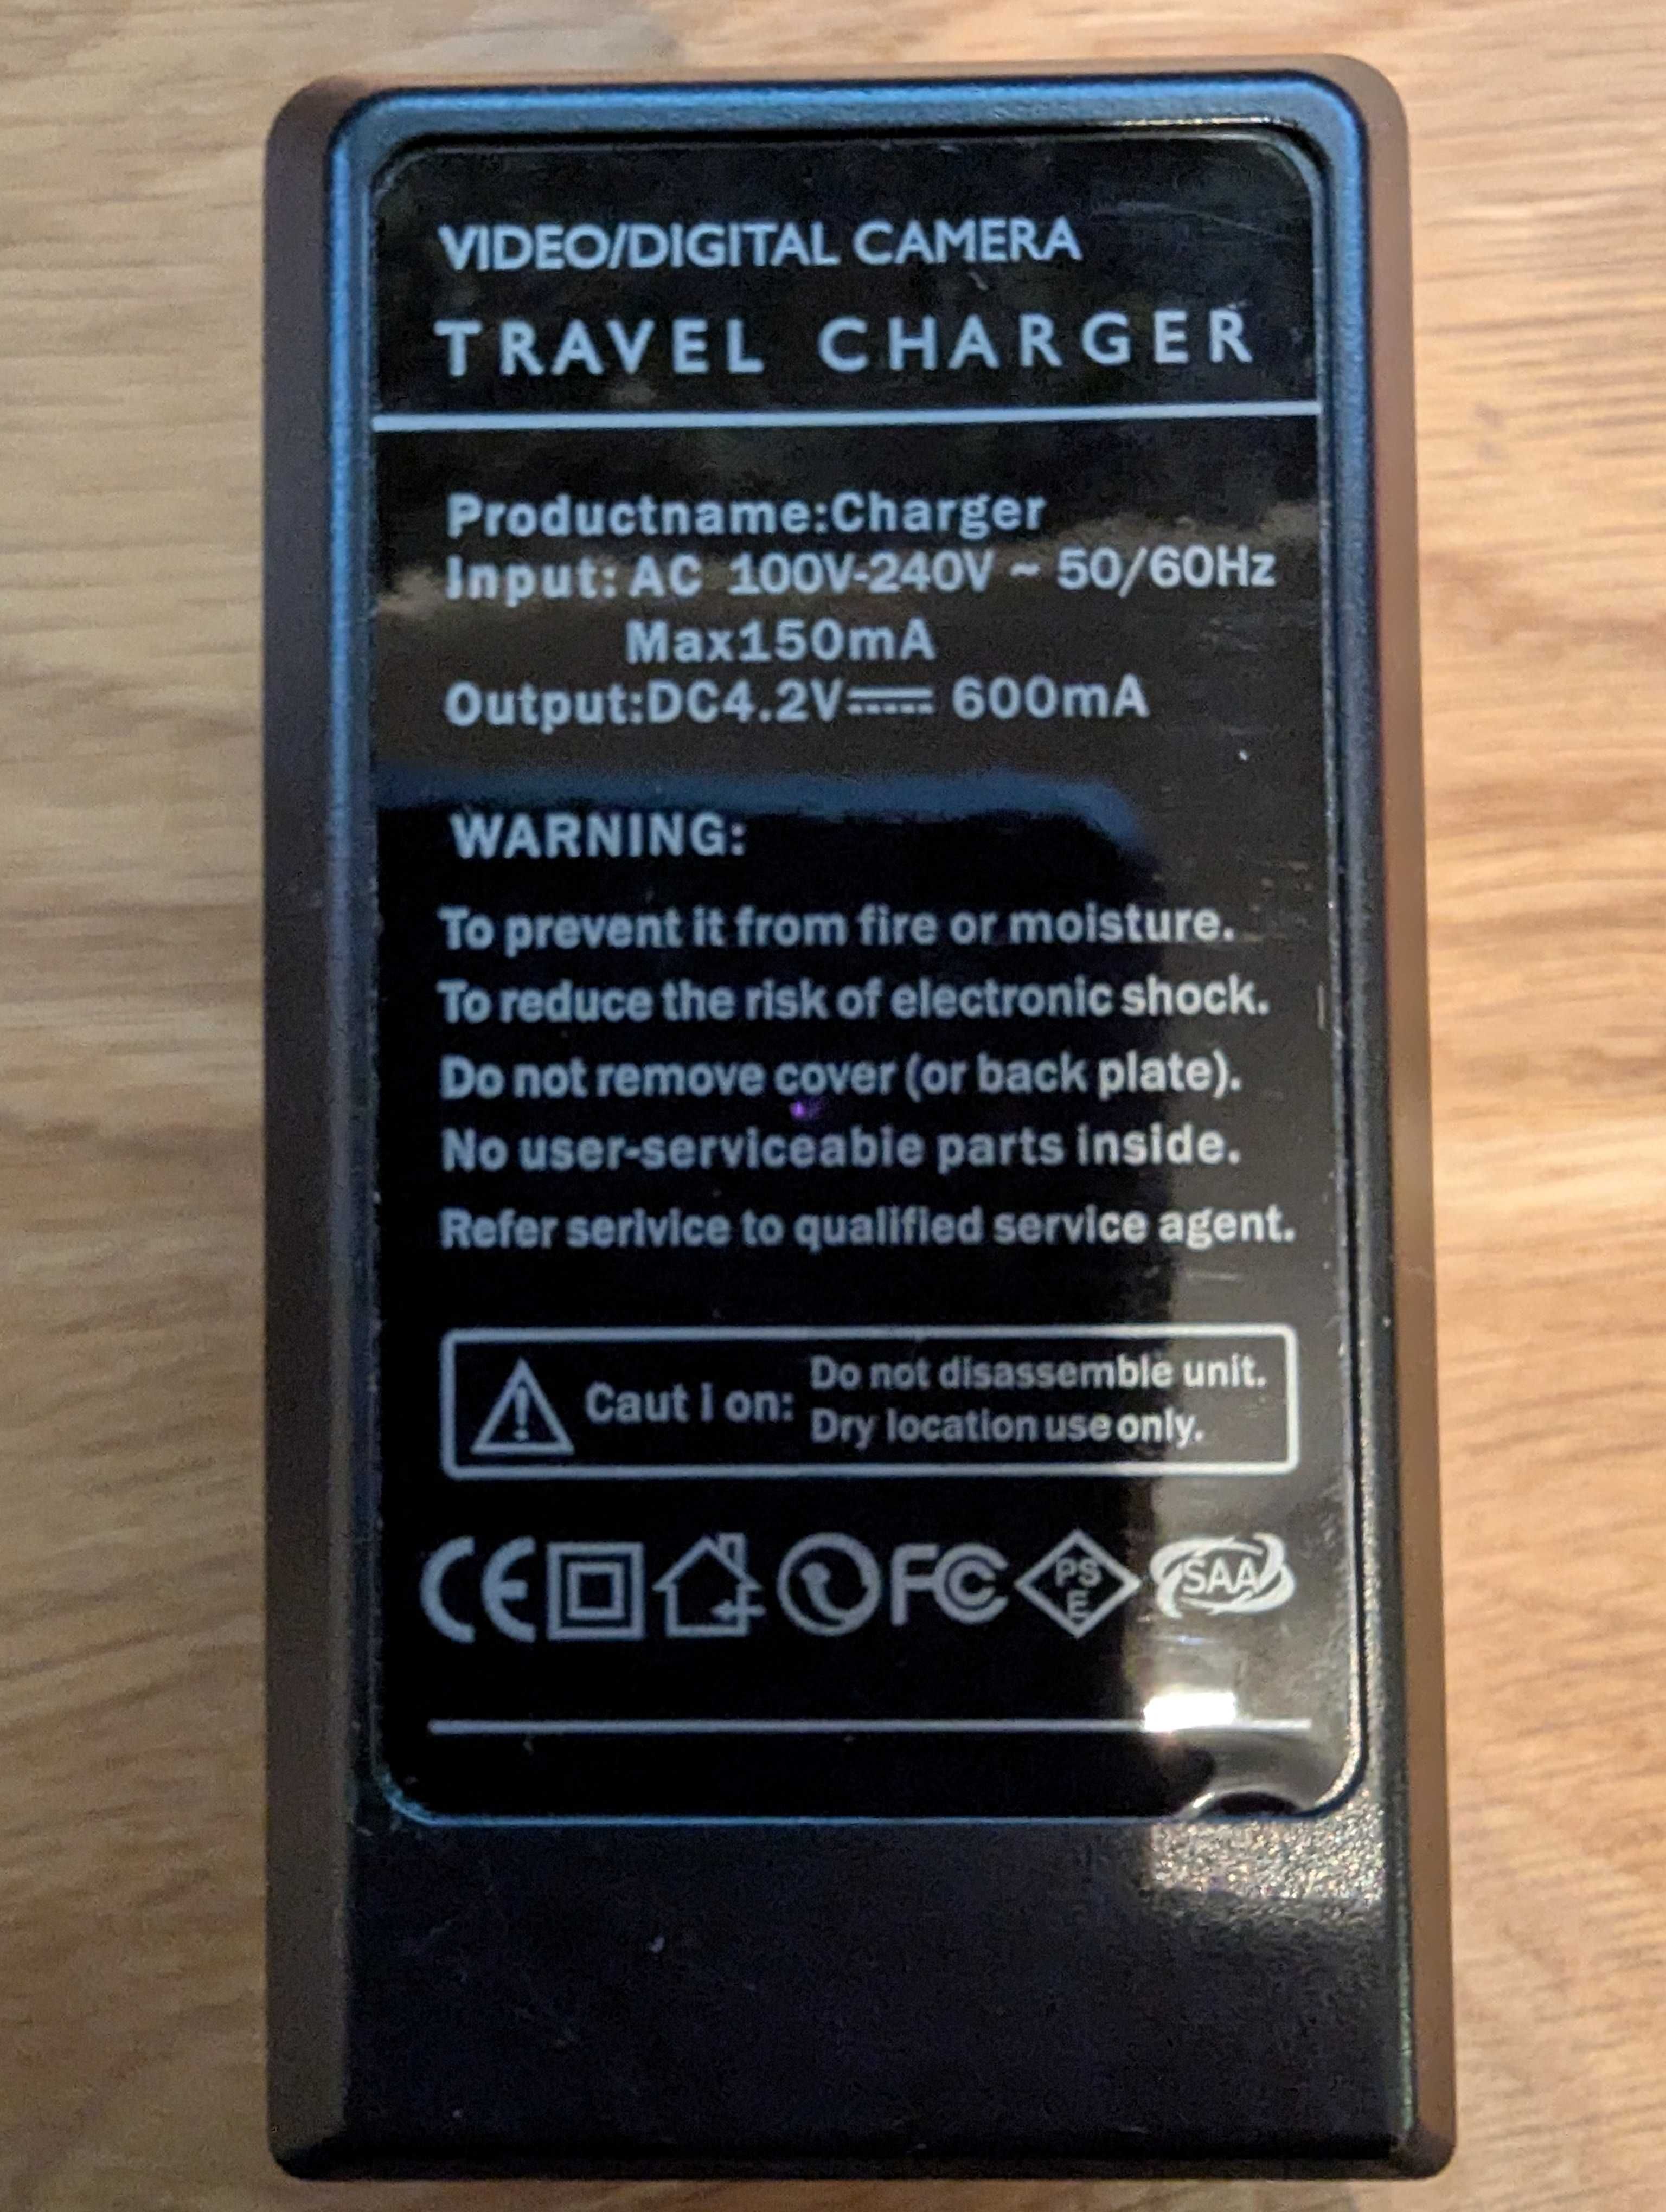 VIDEO/DIGITAL CAMERA
TRAVEL CHARGER
Productname:Charger
Input: AC 100V-240V ~ 50/60Hz
Max150mA
Output:DC4.2V⎓ 600mA
WARNING:
To prevent it from fire or moisture.
To reduce the risk of electronic shock.
Do not remove cover (or back plate).
No user-serviceable parts inside.
Refer serivice to qualified service agent.
Caution: Do not disassemble unit.
Dry location use only.
CE FC PSE SAA